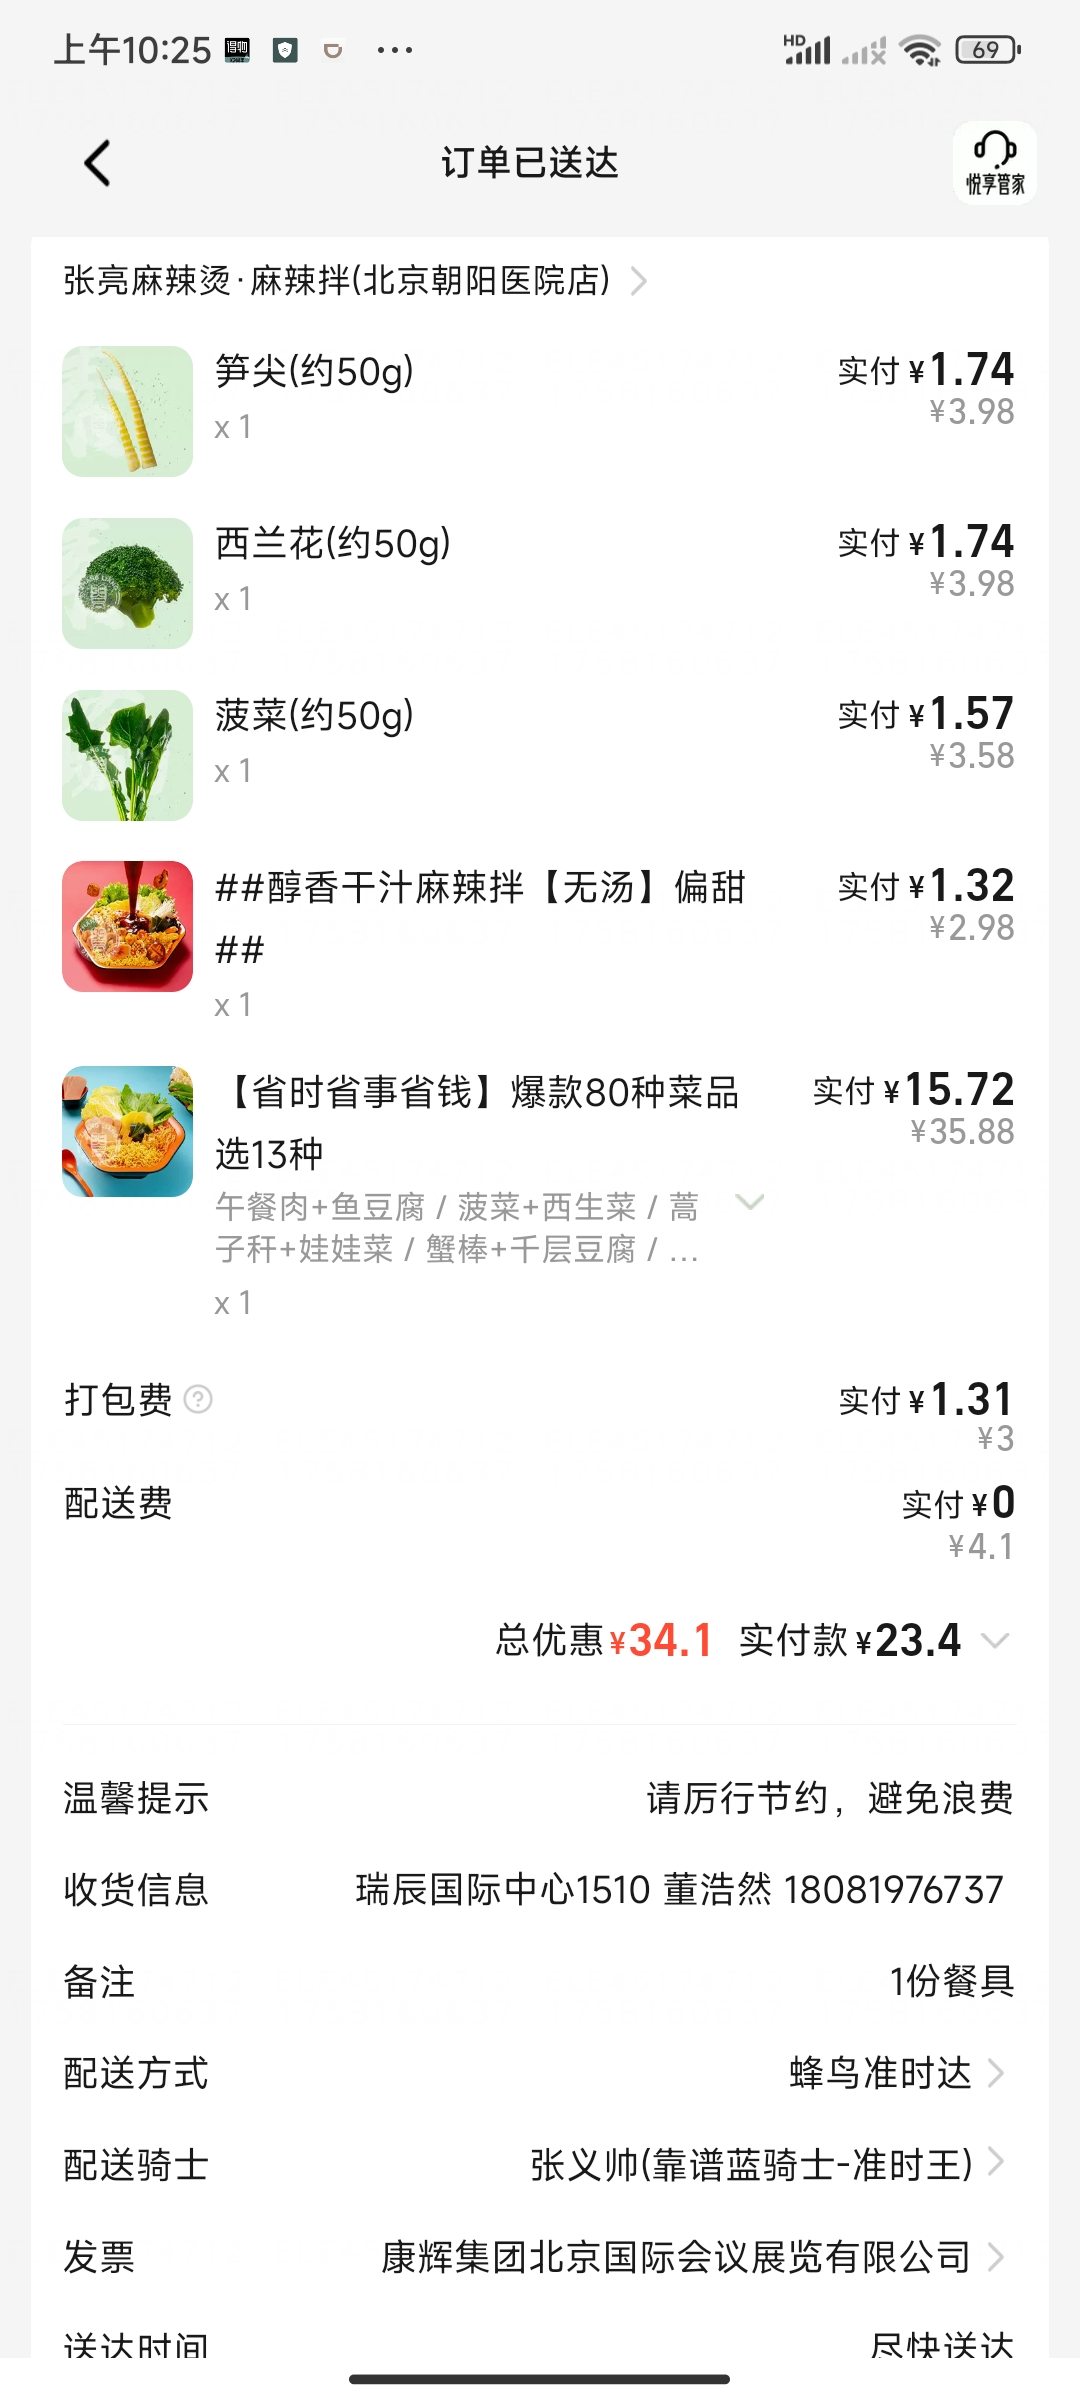 上午10:25
HD
69
订单已送达
悦享管家
张亮麻辣烫·麻辣拌(北京朝阳医院店)
笋尖(约50g)
实付 ¥1.74
¥3.98
x 1
西兰花(约50g)
实付 ¥1.74
¥3.98
x 1
菠菜(约50g)
实付 ¥1.57
¥3.58
x 1
##醇香干汁麻辣拌【无汤】偏甜
##
实付 ¥1.32
¥2.98
x 1
【省时省事省钱】爆款80种菜品
选13种
实付 ¥15.72
¥35.88
午餐肉+鱼豆腐 / 菠菜+西生菜 / 蒿
子秆+娃娃菜 / 蟹棒+千层豆腐 / ...
x 1
打包费
实付 ¥1.31
¥3
配送费
实付 ¥0
¥4.1
总优惠¥34.1 实付款¥23.4
温馨提示 请厉行节约，避免浪费
收货信息 瑞辰国际中心1510 董浩然 18081976737
备注 1份餐具
配送方式 蜂鸟准时达
配送骑士 张义帅(靠谱蓝骑士-准时王)
发票 康辉集团北京国际会议展览有限公司
送达时间 尽快送达